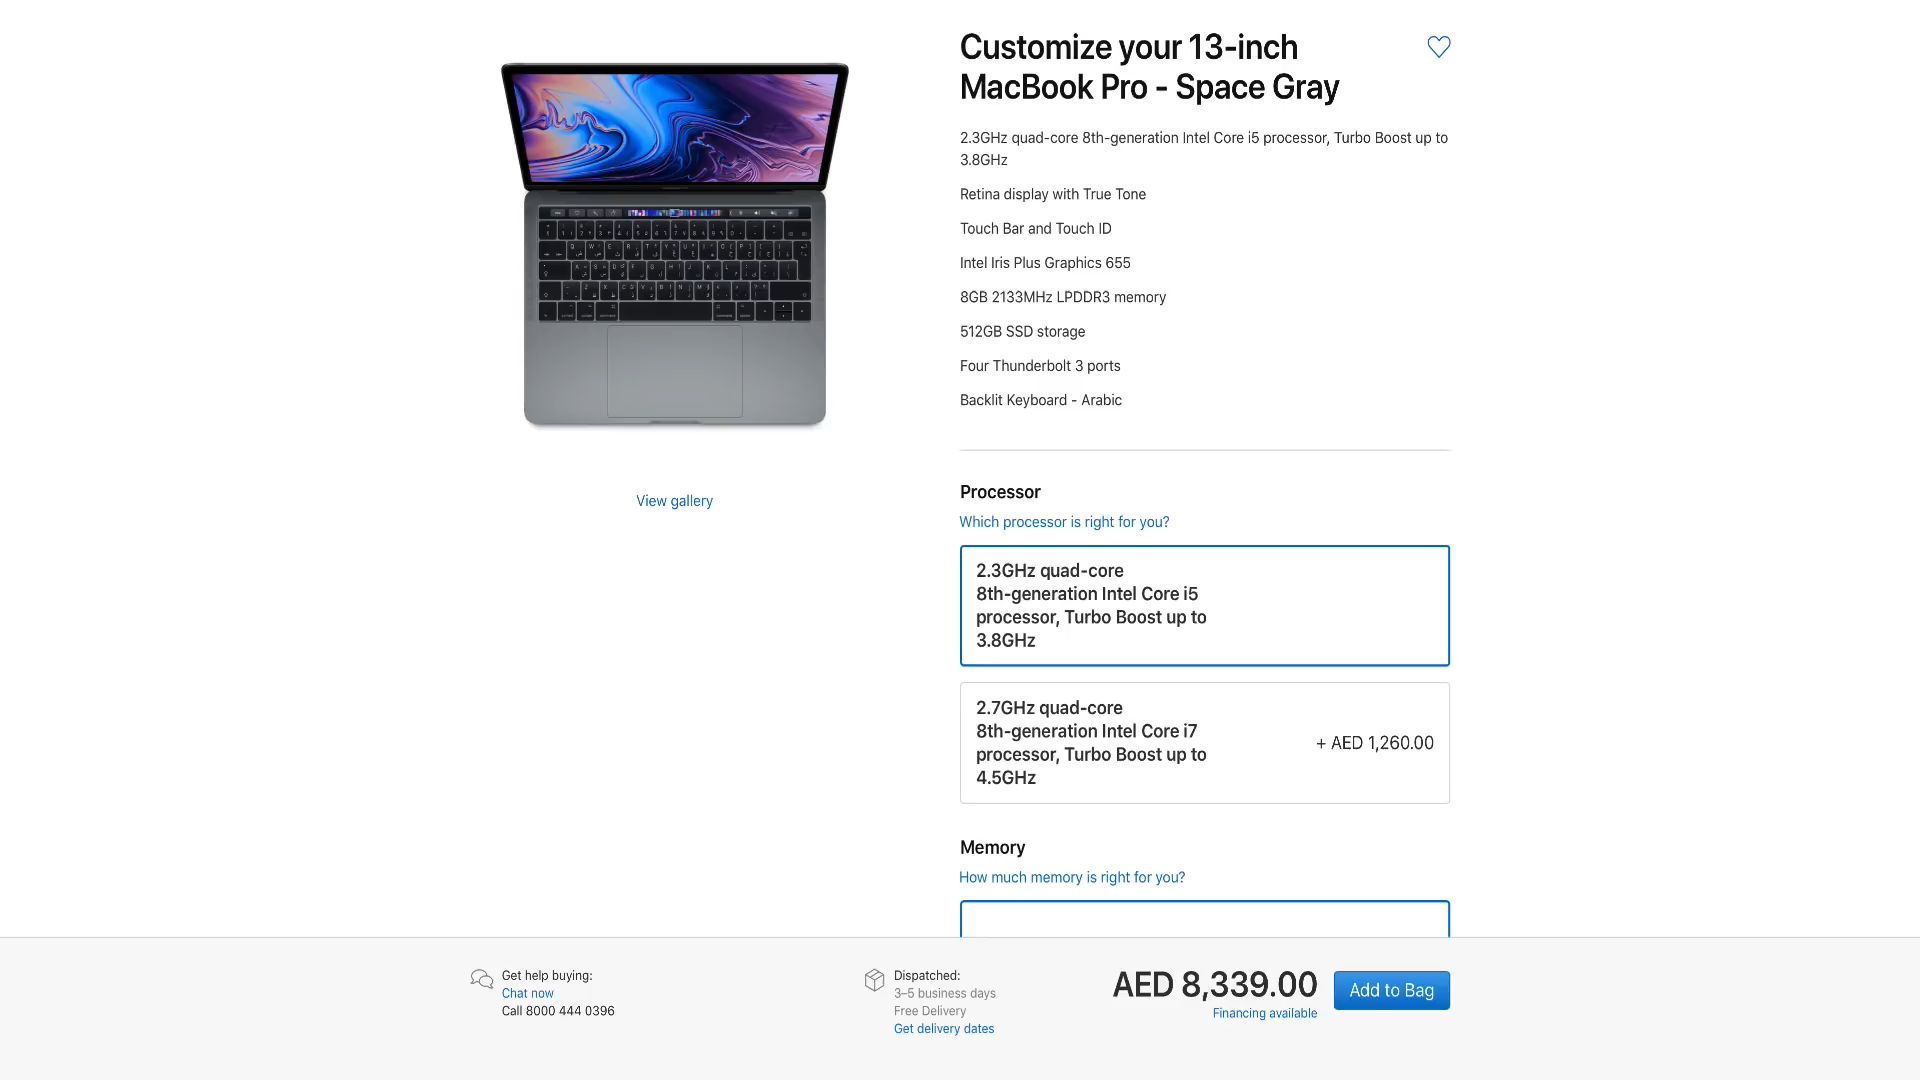 Customize your 13-inch
MacBook Pro - Space Gray
2.3GHz quad-core 8th-generation Intel Core i5 processor, Turbo Boost up to
3.8GHz
Retina display with True Tone
Touch Bar and Touch ID
Intel Iris Plus Graphics 655
8GB 2133MHz LPDDR3 memory
512GB SSD storage
Four Thunderbolt 3 ports
Backlit Keyboard - Arabic
View gallery
Processor
Which processor is right for you?
2.3GHz quad-core
8th-generation Intel Core i5
processor, Turbo Boost up to
3.8GHz
2.7GHz quad-core
8th-generation Intel Core i7
processor, Turbo Boost up to
4.5GHz
+ AED 1,260.00
Memory
How much memory is right for you?
Get help buying:
Chat now
Call 8000 444 0396
Dispatched:
3–5 business days
Free Delivery
Get delivery dates
AED 8,339.00
Financing available
Add to Bag